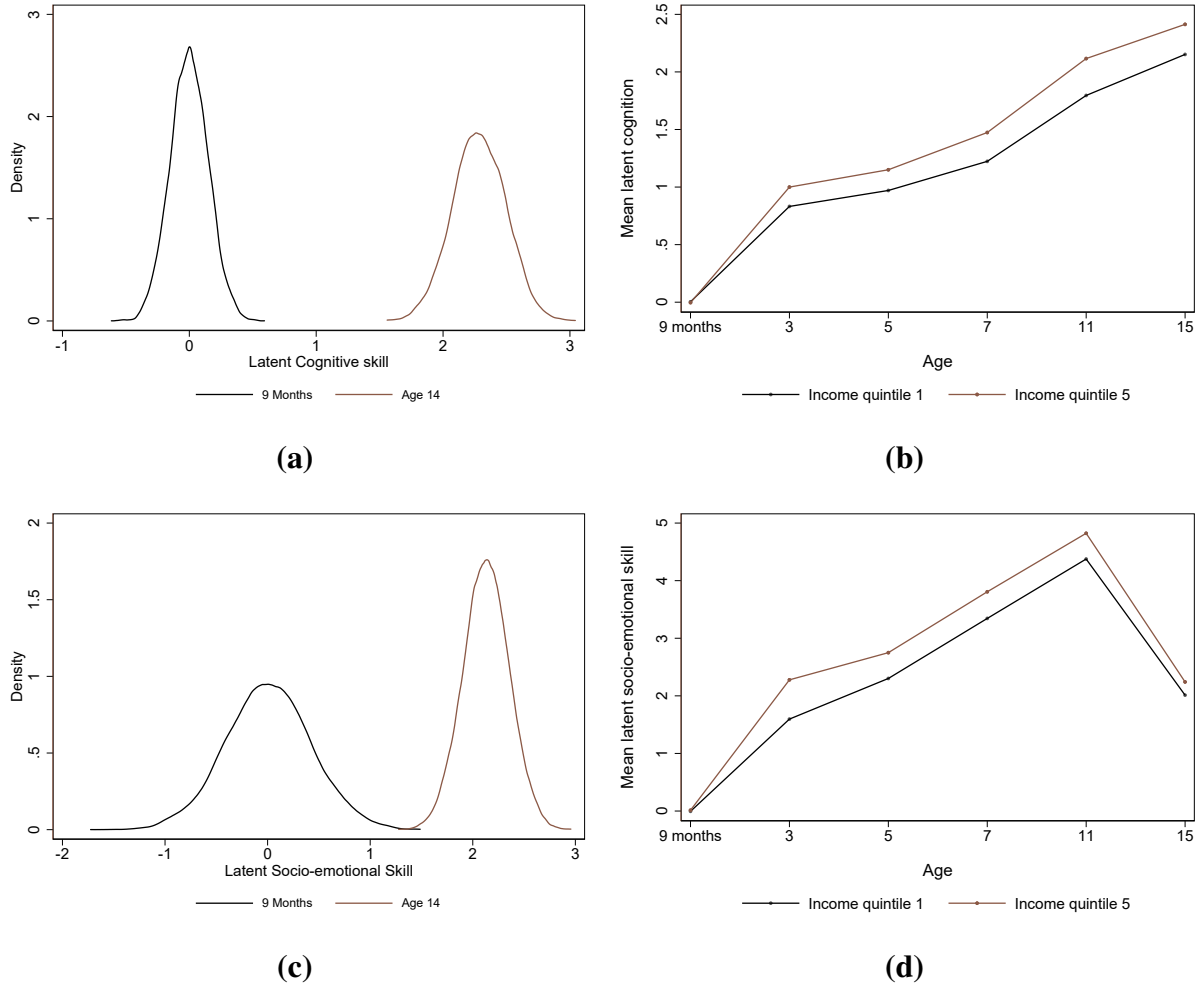 3
2
1
0
Density
-1
0
1
2
3
Latent Cognitive skill
9 Months
Age 14
(a)
2.5
2
1.5
1
.5
0
Mean latent cognition
9 months
3
5
7
11
15
Age
Income quintile 1
Income quintile 5
(b)
2
1.5
1
.5
0
Density
-2
-1
0
1
2
3
Latent Socio-emotional Skill
9 Months
Age 14
(c)
5
4
3
2
1
0
Mean latent socio-emotional skill
9 months
3
5
7
11
15
Age
Income quintile 1
Income quintile 5
(d)